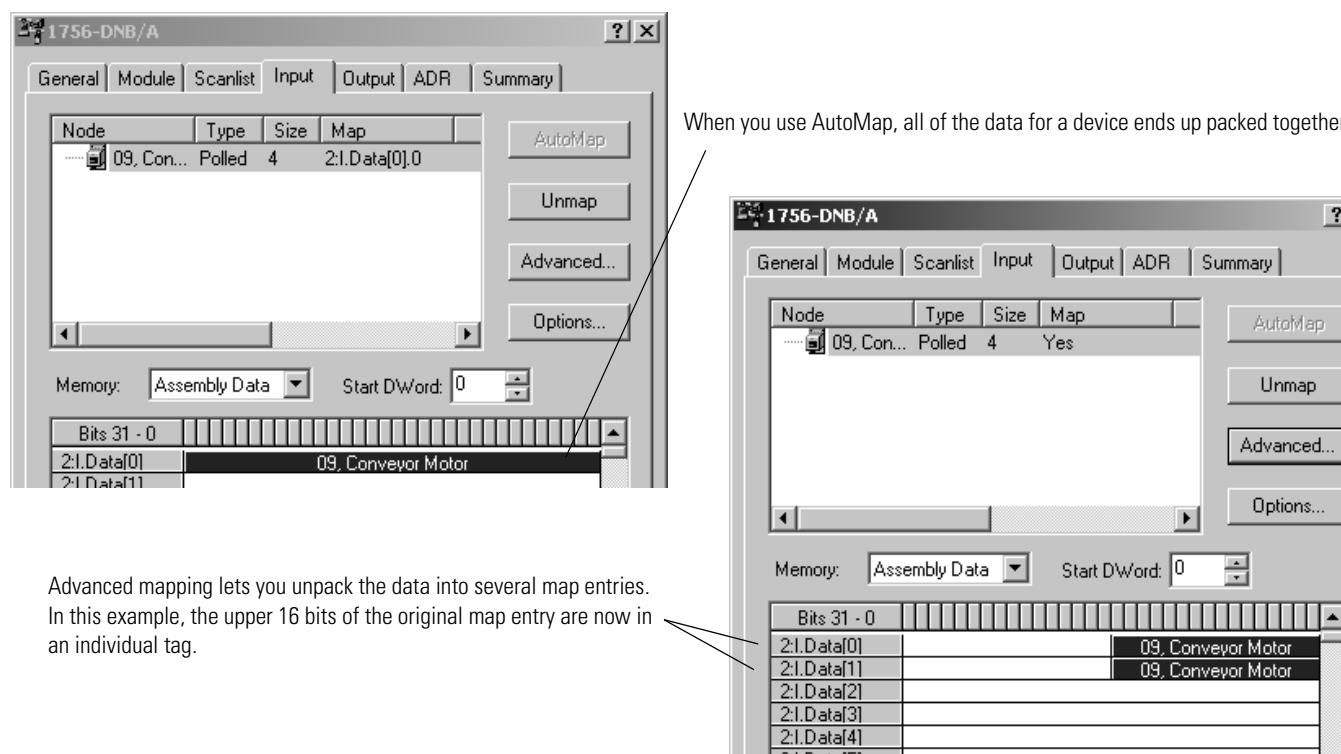 1756-DNB/A
General Module Scanlist Input Output ADR Summary
Node Type Size Map
09, Con... Polled 4 2:I.Data[0].0
AutoMap
Unmap
Advanced...
Options...
Memory: Assembly Data Start DWord: 0
Bits 31 - 0
2:I.Data[0] 09, Conveyor Motor
2:I.Data[1]
When you use AutoMap, all of the data for a device ends up packed together
1756-DNB/A
General Module Scanlist Input Output ADR Summary
Node Type Size Map
09, Con... Polled 4 Yes
AutoMap
Unmap
Advanced...
Options...
Memory: Assembly Data Start DWord: 0
Bits 31 - 0
2:I.Data[0] 09, Conveyor Motor
2:I.Data[1] 09, Conveyor Motor
2:I.Data[2]
2:I.Data[3]
2:I.Data[4]
Advanced mapping lets you unpack the data into several map entries.
In this example, the upper 16 bits of the original map entry are now in
an individual tag.